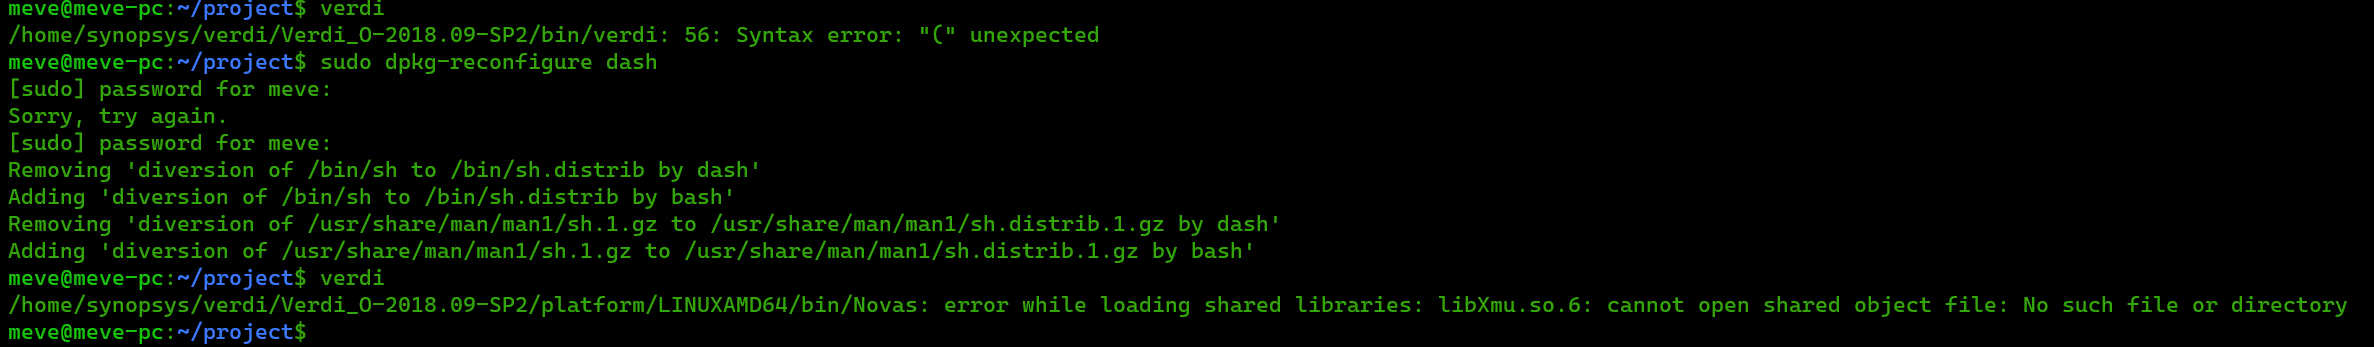 meve@meve-pc:~/project$ verdi
/home/synopsys/verdi/Verdi_O-2018.09-SP2/bin/verdi: 56: Syntax error: "(" unexpected
meve@meve-pc:~/project$ sudo dpkg-reconfigure dash
[sudo] password for meve:
Sorry, try again.
[sudo] password for meve:
Removing 'diversion of /bin/sh to /bin/sh.distrib by dash'
Adding 'diversion of /bin/sh to /bin/sh.distrib by bash'
Removing 'diversion of /usr/share/man/man1/sh.1.gz to /usr/share/man/man1/sh.distrib.1.gz by dash'
Adding 'diversion of /usr/share/man/man1/sh.1.gz to /usr/share/man/man1/sh.distrib.1.gz by bash'
meve@meve-pc:~/project$ verdi
/home/synopsys/verdi/Verdi_O-2018.09-SP2/platform/LINUXAMD64/bin/Novas: error while loading shared libraries: libXmu.so.6: cannot open shared object file: No such file or directory
meve@meve-pc:~/project$